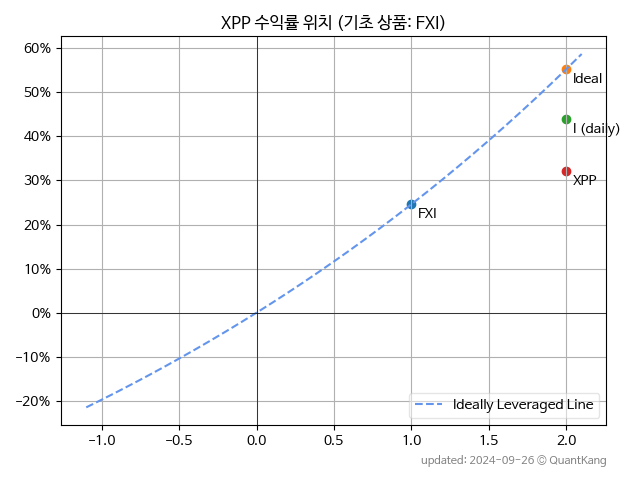 XPP 수익률 위치 (기초 상품: FXI)
60%
50%
40%
30%
20%
10%
0%
−10%
−20%
Ideal
I (daily)
XPP
FXI
Ideally Leveraged Line
−1.0 −0.5 0.0 0.5 1.0 1.5 2.0
updated: 2024-09-26 © QuantKang